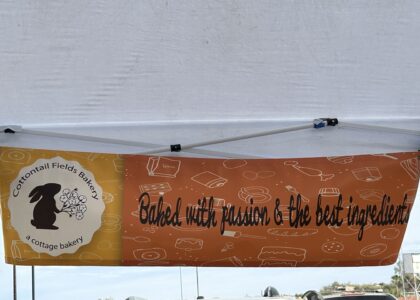 Cottontail Fields Bakery
a cottage bakery
Baked with passion & the best ingredient